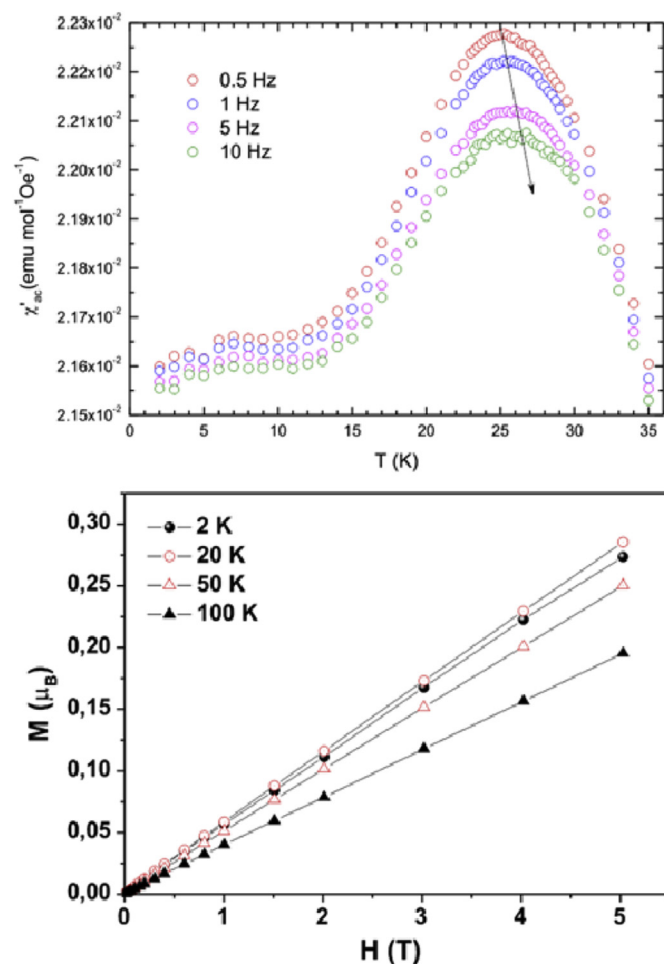 2.23x10⁻²
2.22x10⁻²
2.23x10⁻²
2.21x10⁻²
2.20x10⁻²
2.19x10⁻²
2.18x10⁻²
2.17x10⁻²
2.16x10⁻²
2.15x10⁻²
χ'ac(emu mol⁻¹Oe⁻¹)
0.5 Hz
1 Hz
5 Hz
10 Hz
0 5 10 15 20 25 30 35
T (K)
0,30
0,25
0,20
0,15
0,10
0,05
0,00
M (μB)
2 K
20 K
50 K
100 K
0 1 2 3 4 5
H (T)